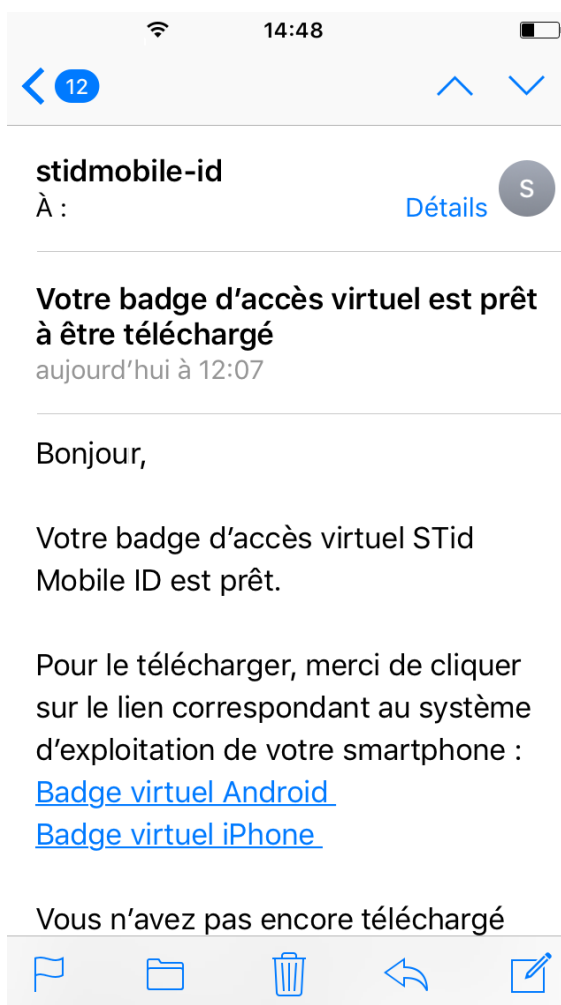 14:48
12
stidmobile-id
S
À :
Détails
Votre badge d’accès virtuel est prêt
à être téléchargé
aujourd’hui à 12:07
Bonjour,
Votre badge d’accès virtuel STid
Mobile ID est prêt.
Pour le télécharger, merci de cliquer
sur le lien correspondant au système
d’exploitation de votre smartphone :
Badge virtuel Android
Badge virtuel iPhone
Vous n’avez pas encore téléchargé